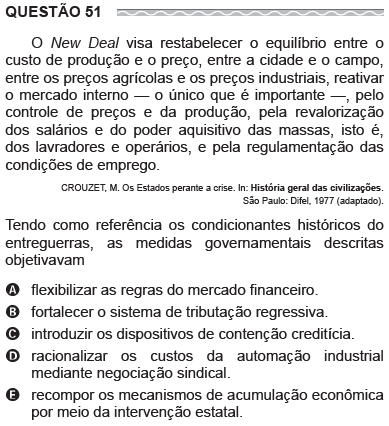 QUESTÃO 51
O New Deal visa restabelecer o equilíbrio entre o
custo de produção e o preço, entre a cidade e o campo,
entre os preços agrícolas e os preços industriais, reativar
o mercado interno — o único que é importante —, pelo
controle de preços e da produção, pela revalorização
dos salários e do poder aquisitivo das massas, isto é,
dos lavradores e operários, e pela regulamentação das
condições de emprego.
CROUZET, M. Os Estados perante a crise. In: História geral das civilizações.
São Paulo: Difel, 1977 (adaptado).
Tendo como referência os condicionantes históricos do
entreguerras, as medidas governamentais descritas
objetivavam
A flexibilizar as regras do mercado financeiro.
B fortalecer o sistema de tributação regressiva.
C introduzir os dispositivos de contenção creditícia.
D racionalizar os custos da automação industrial
mediante negociação sindical.
E recompor os mecanismos de acumulação econômica
por meio da intervenção estatal.